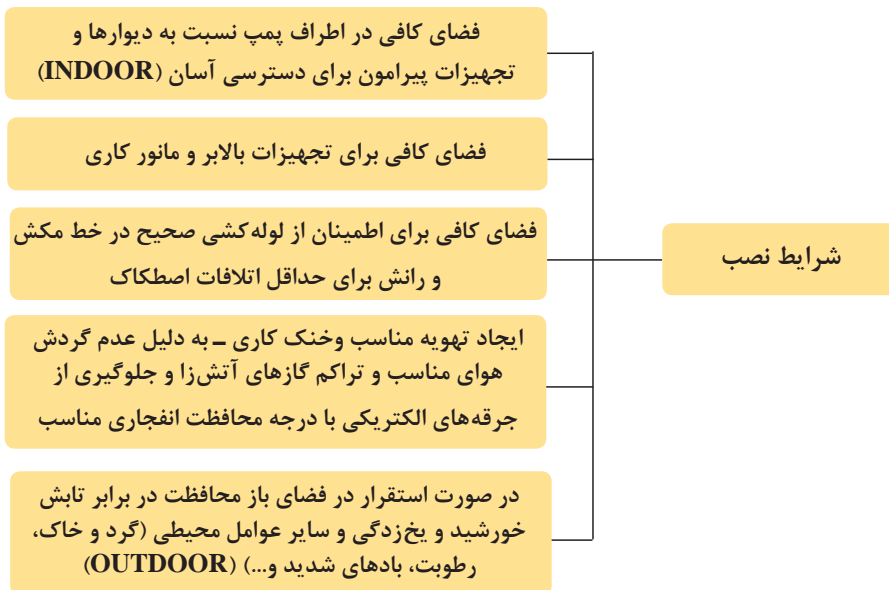 شرایط نصب
فضای کافی در اطراف پمپ نسبت به دیوارها و
تجهیزات پیرامون برای دسترسی آسان (INDOOR)
فضای کافی برای تجهیزات بالابر و مانور کاری
فضای کافی برای اطمینان از لوله‌کشی صحیح در خط مکش
و رانش برای حداقل اتلافات اصطکاک
ایجاد تهویه مناسب وخنک کاری ــ به دلیل عدم گردش
هوای مناسب و تراکم گازهای آتش‌زا و جلوگیری از
جرقه‌های الکتریکی با درجه محافظت انفجاری مناسب
در صورت استقرار در فضای باز محافظت در برابر تابش
خورشید و یخ‌زدگی و سایر عوامل محیطی (گرد و خاک،
رطوبت، بادهای شدید و...) (OUTDOOR)